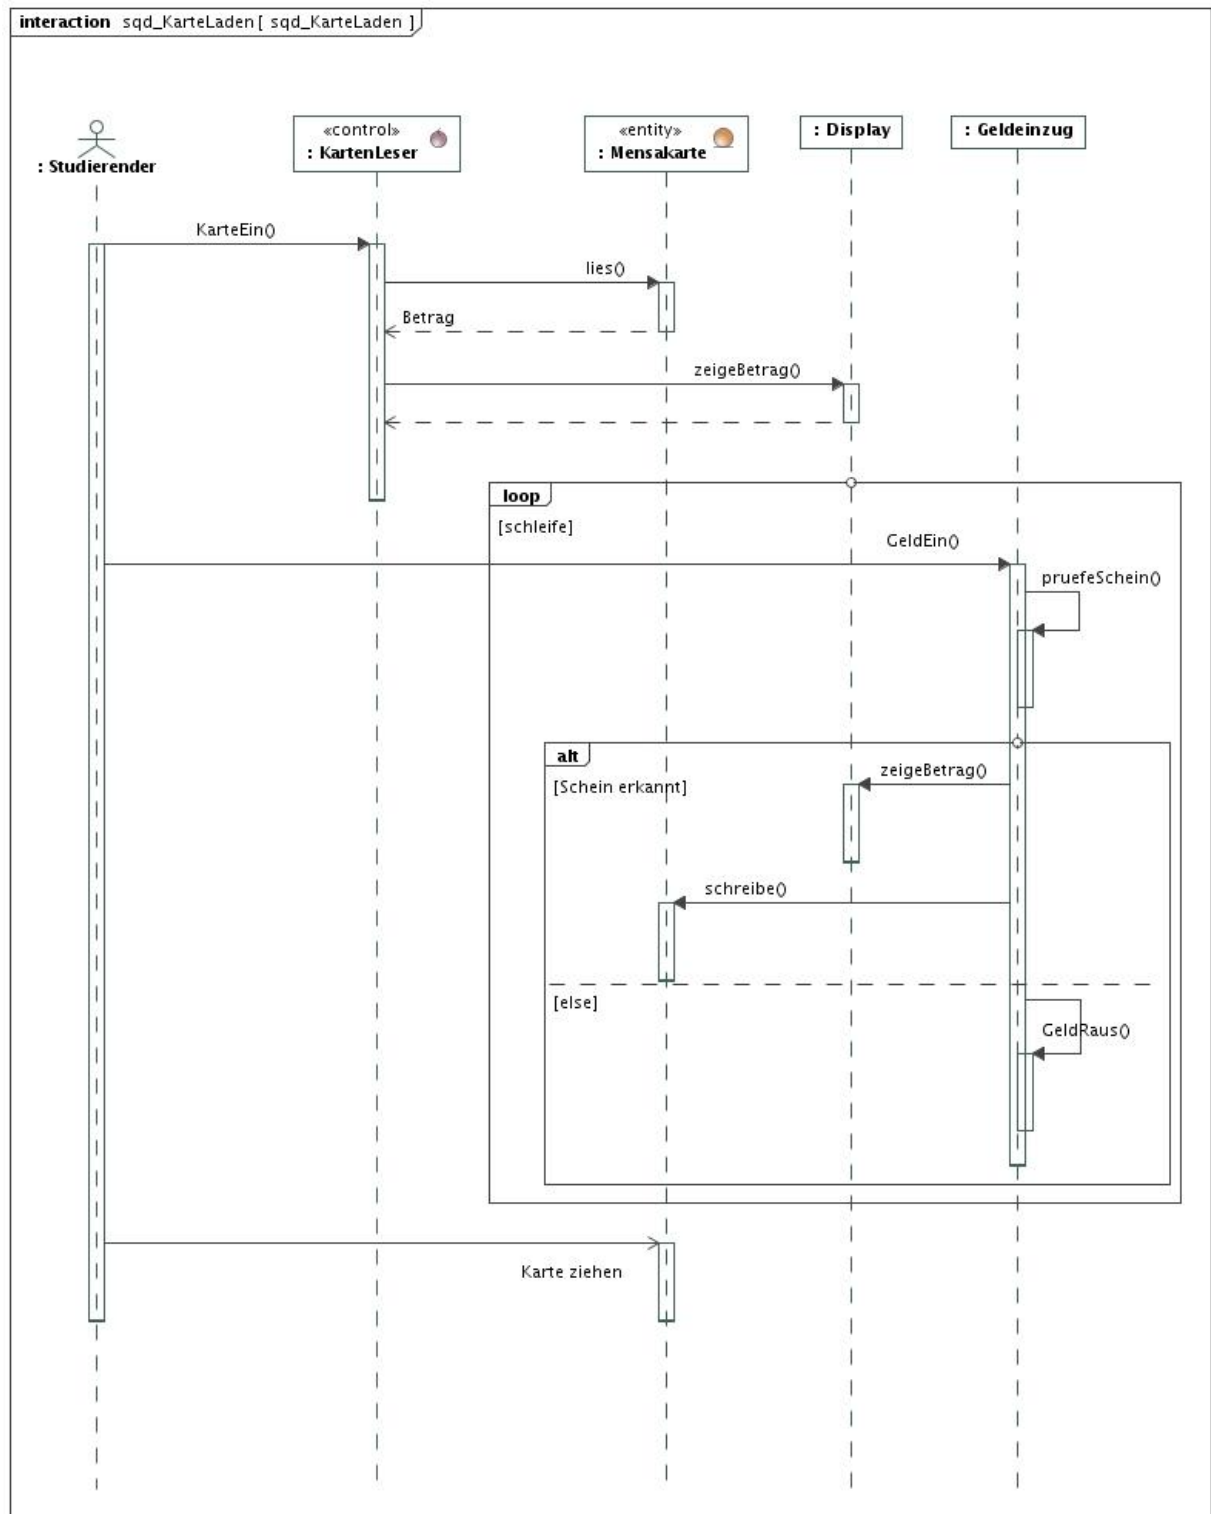 interaction sqd_KarteLaden [ sqd_KarteLaden ]
: Studierender
«control»
: KartenLeser
«entity»
: Mensakarte
: Display
: Geldeinzug
KarteEin()
lies()
Betrag
zeigeBetrag()
loop
[schleife]
GeldEin()
pruefeSchein()
alt
[Schein erkannt]
zeigeBetrag()
schreibe()
[else]
GeldRaus()
Karte ziehen